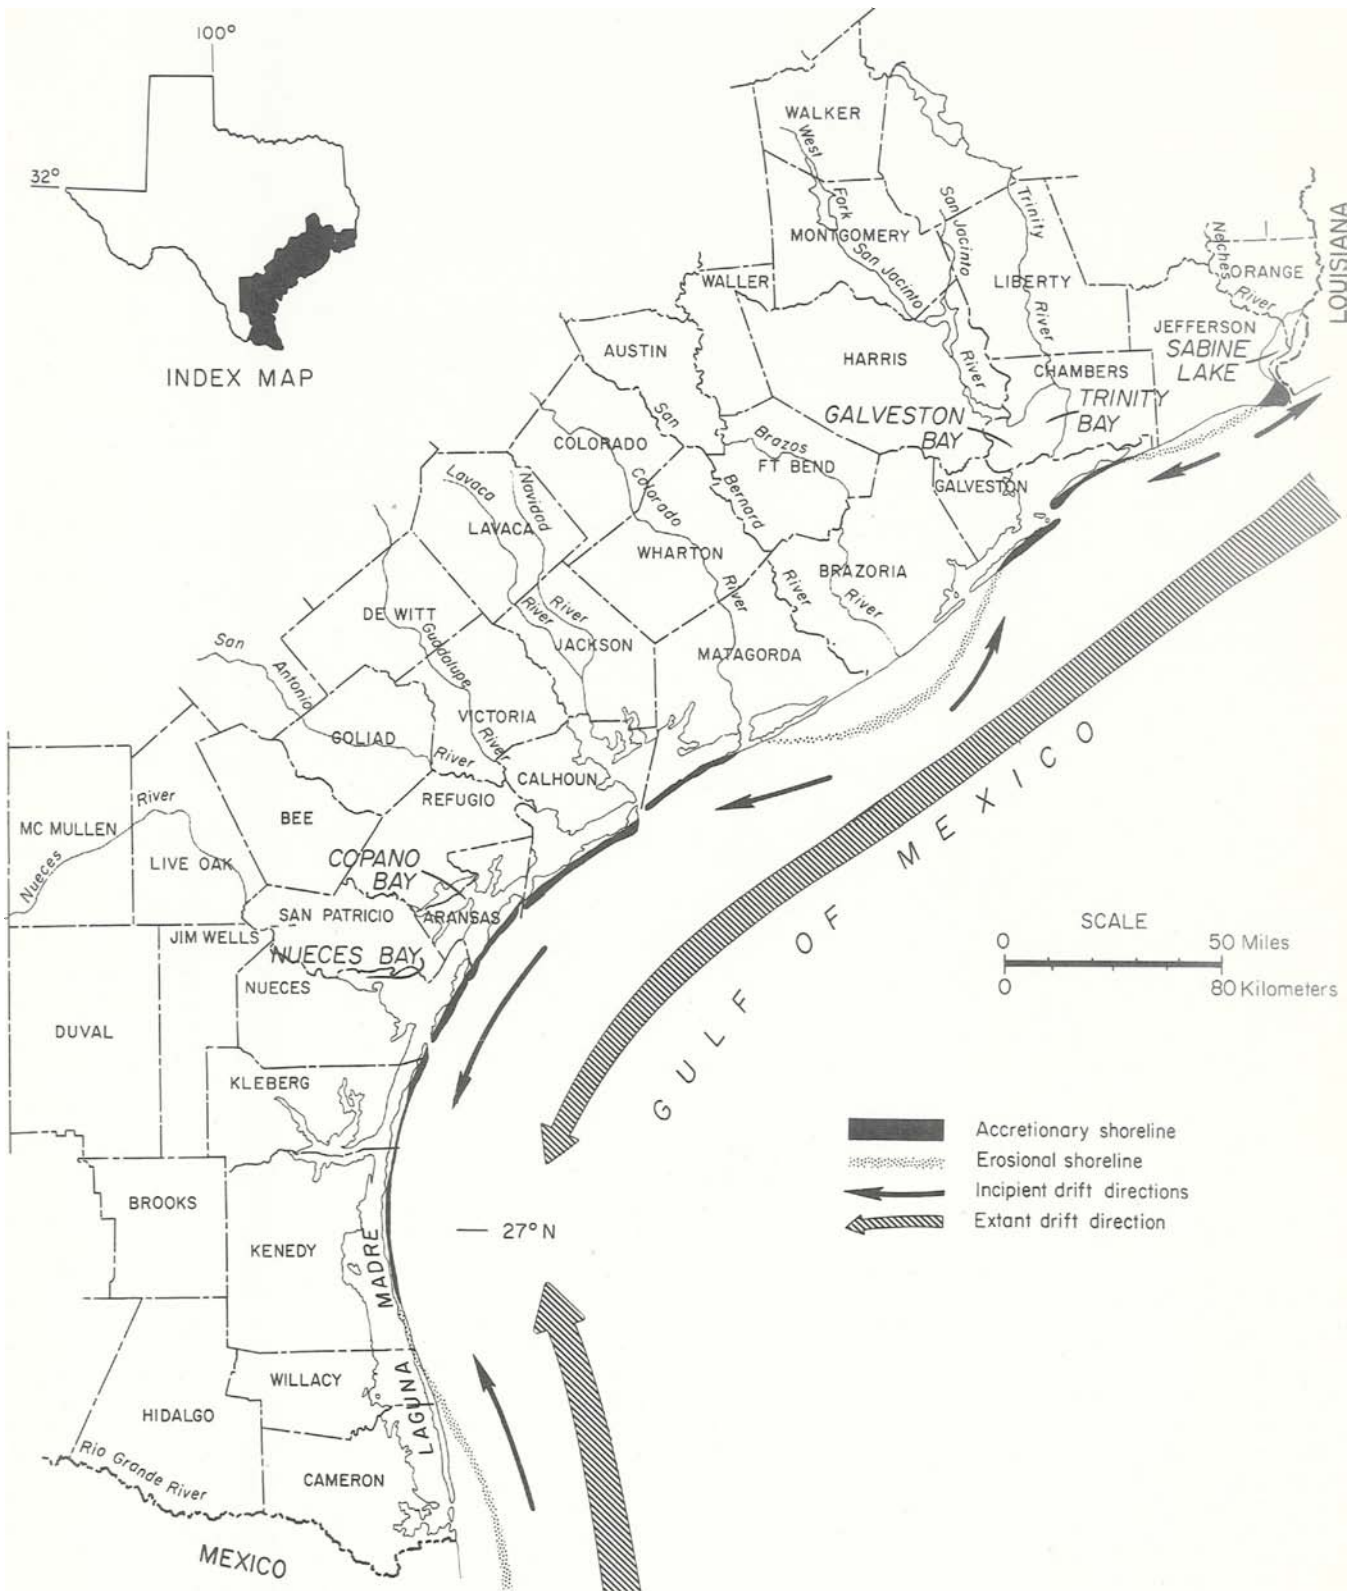 100°
32°
INDEX MAP
WALKER
West
Fork
San Jacinto
MONTGOMERY
San Jacinto
River
Trinity
River
LIBERTY
WALLER
Neches
River
ORANGE
LOUISIANA
JEFFERSON
SABINE
LAKE
HARRIS
CHAMBERS
TRINITY
BAY
GALVESTON
BAY
AUSTIN
San
Bernard
River
COLORADO
Colorado
River
Brazos
River
FT BEND
GALVESTON
Lavaca
River
Navidad
River
LAVACA
WHARTON
BRAZORIA
DE WITT
Guadalupe
River
JACKSON
MATAGORDA
San
Antonio
River
VICTORIA
GOLIAD
CALHOUN
REFUGIO
BEE
MC MULLEN
Nueces
River
LIVE OAK
COPANO
BAY
SAN PATRICIO
ARANSAS
JIM WELLS
NUECES BAY
NUECES
DUVAL
KLEBERG
GULF OF MEXICO
SCALE
0 50 Miles
0 80 Kilometers
Accretionary shoreline
Erosional shoreline
Incipient drift directions
Extant drift direction
BROOKS
KENEDY
27° N
LAGUNA MADRE
WILLACY
HIDALGO
CAMERON
Rio Grande River
MEXICO